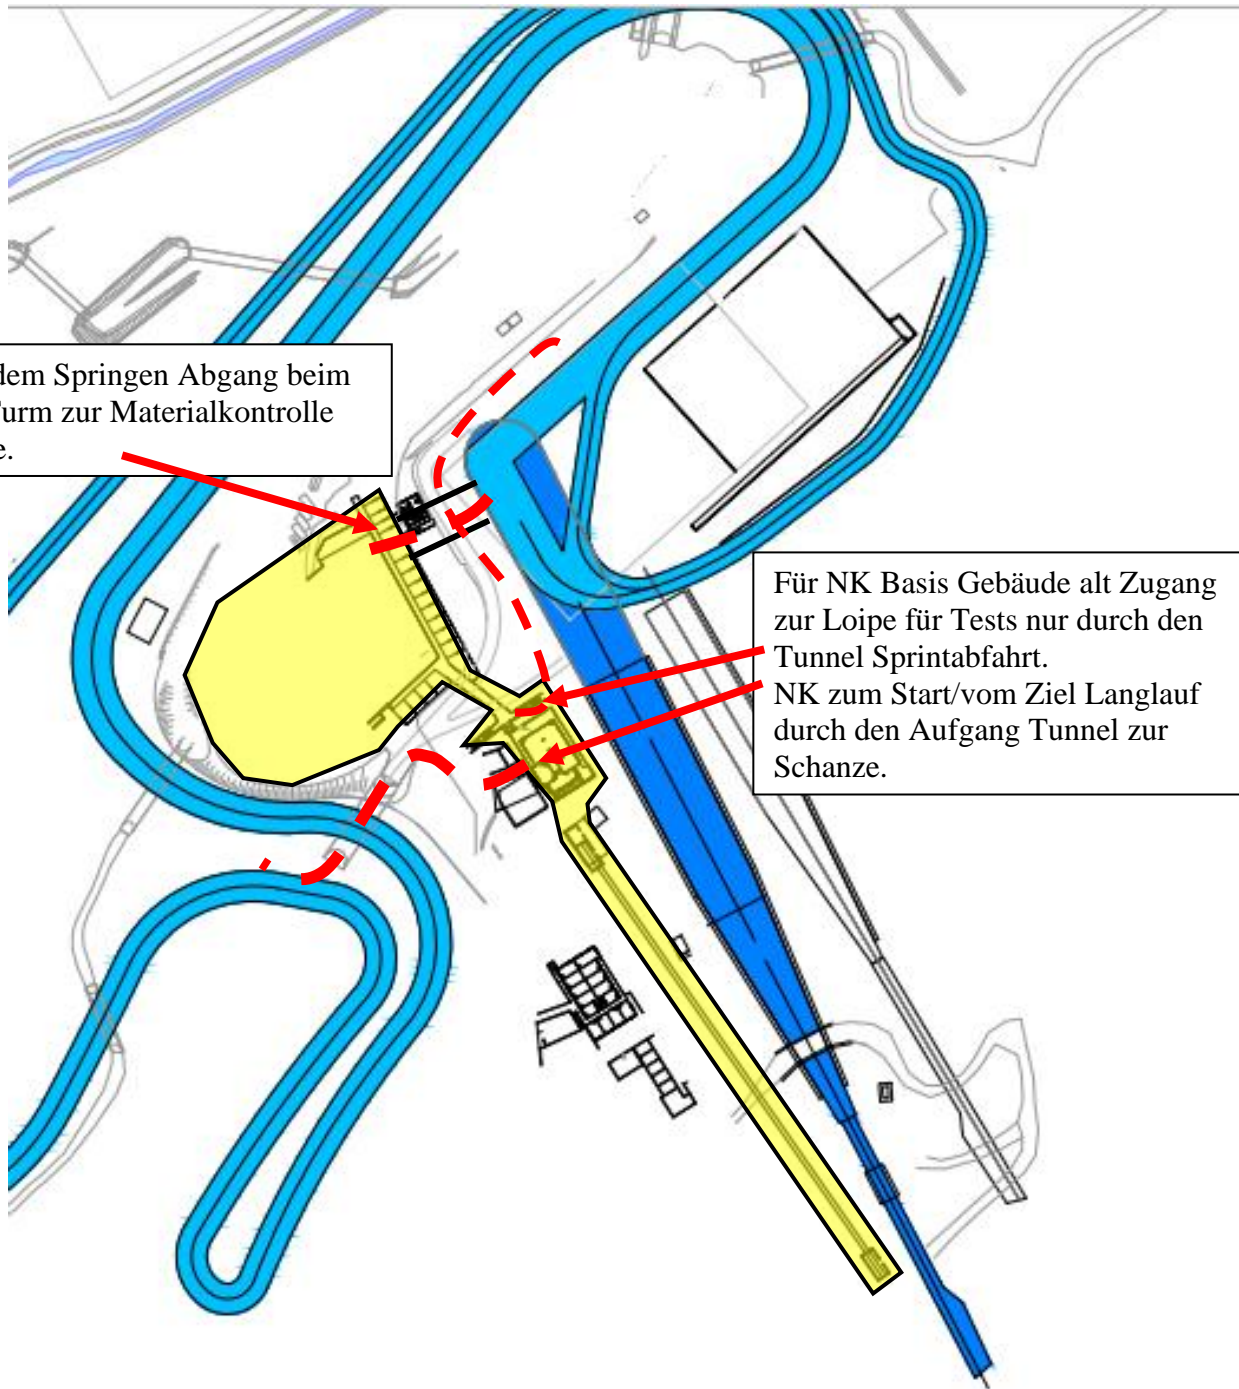 dem Springen Abgang beim
urm zur Materialkontrolle
e.
Für NK Basis Gebäude alt Zugang
zur Loipe für Tests nur durch den
Tunnel Sprintabfahrt.
NK zum Start/vom Ziel Langlauf
durch den Aufgang Tunnel zur
Schanze.